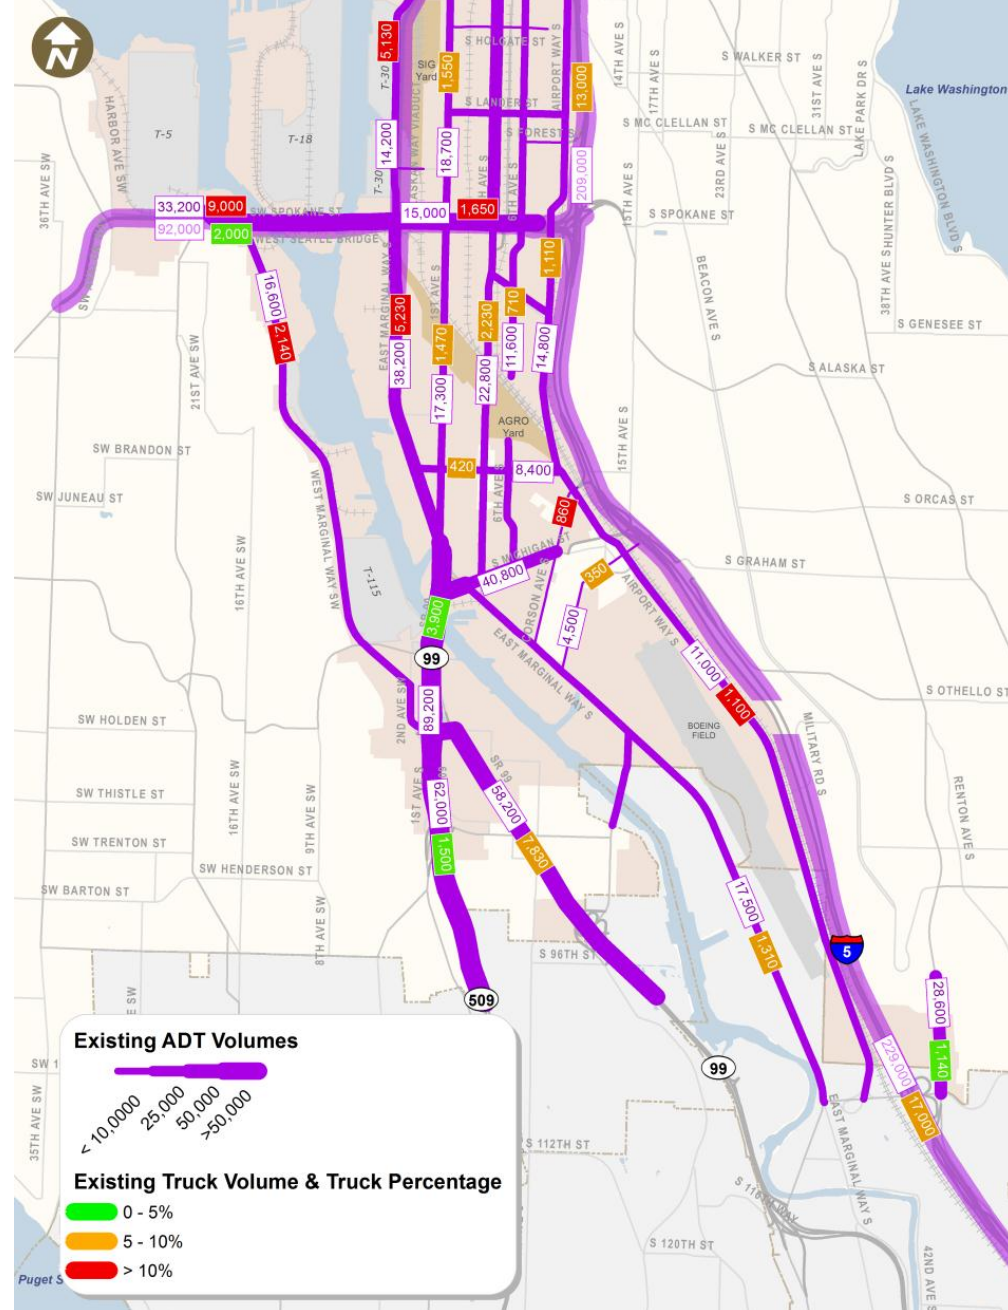 N
T-5
T-18
T-30
T-30
HARBOR AVE SW
36TH AVE SW
5,130
SIG
Yard
1,550
S HOLGATE ST
AIRPORT WAY S
13,000
14TH AVE S
17TH AVE S
S WALKER ST
31ST AVE S
LAKE PARK DR S
Lake Washington
LAKE WASHINGTON BLVD S
S LANDER ST
S FOREST S
S MC CLELLAN ST
S MC CLELLAN ST
14,200
18,700
209,000
23RD AVE S
15TH AVE S
38TH AVE S
HUNTER BLVD S
33,200
9,000
SW SPOKANE ST
15,000
1,650
6TH AVE S
S SPOKANE ST
92,000
2,000
WEST SEATLE BRIDGE
16,600
2,140
EAST MARGINAL WAY S
1ST AVE S
1,110
5,230
38,200
1,470
17,300
2,230
22,800
710
11,600
14,800
BEACON AVE S
S GENESEE ST
S ALASKA ST
21ST AVE SW
AGRO
Yard
15TH AVE S
SW BRANDON ST
420
8,400
SW JUNEAU ST
6TH AVE S
S ORCAS ST
WEST MARGINAL WAY SW
860
16TH AVE SW
T-115
S MICHIGAN ST
40,800
350
S GRAHAM ST
CORSON AVE S
AIRPORT WAY S
3,900
4,500
EAST MARGINAL WAY S
99
11,000
1,100
S OTHELLO ST
2ND AVE SW
89,200
BOEING
FIELD
MILITARY RD S
SW HOLDEN ST
SR 99
1ST AVE S
SW THISTLE ST
16TH AVE SW
9TH AVE SW
62,000
58,200
RENTON AVE S
SW TRENTON ST
1,500
7,830
SW HENDERSON ST
SW BARTON ST
8TH AVE SW
17,500
1,310
5
S 96TH ST
509
28,600
1,140
229,000
17,000
99
35TH AVE SW
EAST MARGINAL WAY S
S 112TH ST
S 116TH WAY
S 120TH ST
42ND AVE S
Existing ADT Volumes
< 10,0000
25,000
50,000
>50,000
Existing Truck Volume & Truck Percentage
0 - 5%
5 - 10%
> 10%
Puget S